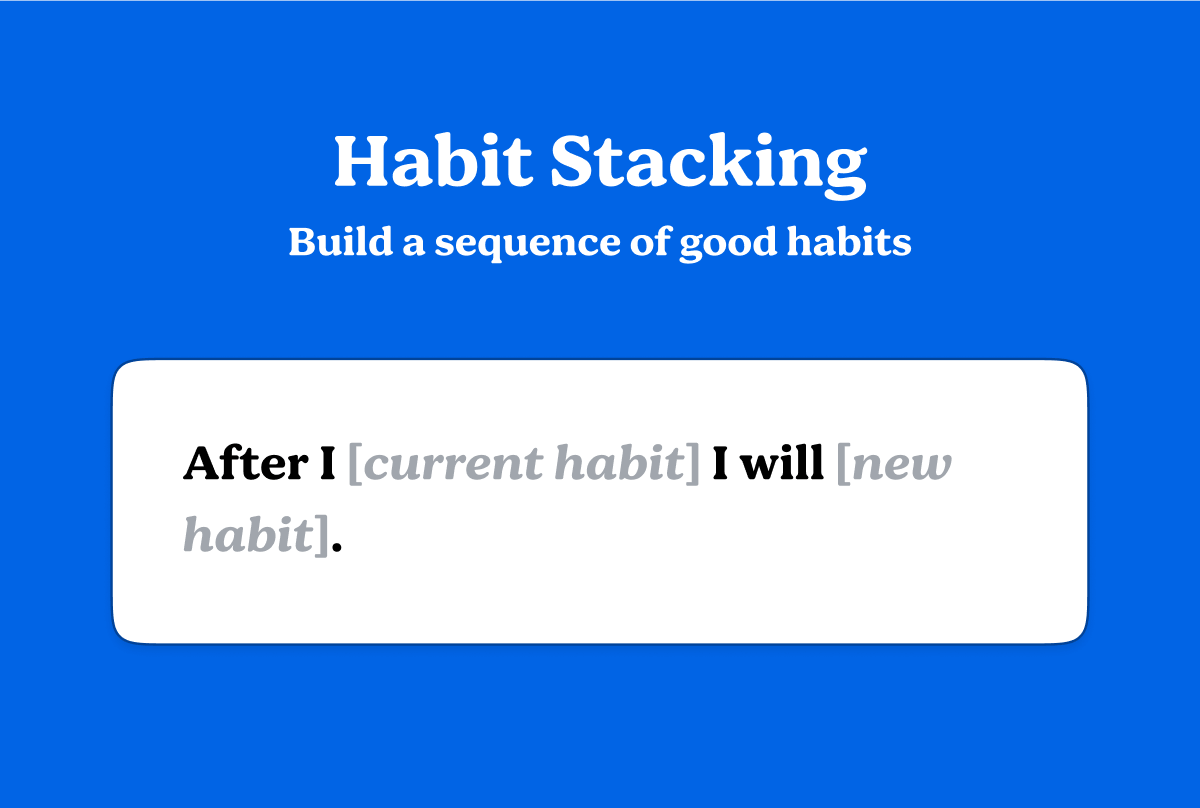 Habit Stacking
Build a sequence of good habits
After I [current habit] I will [new
habit].